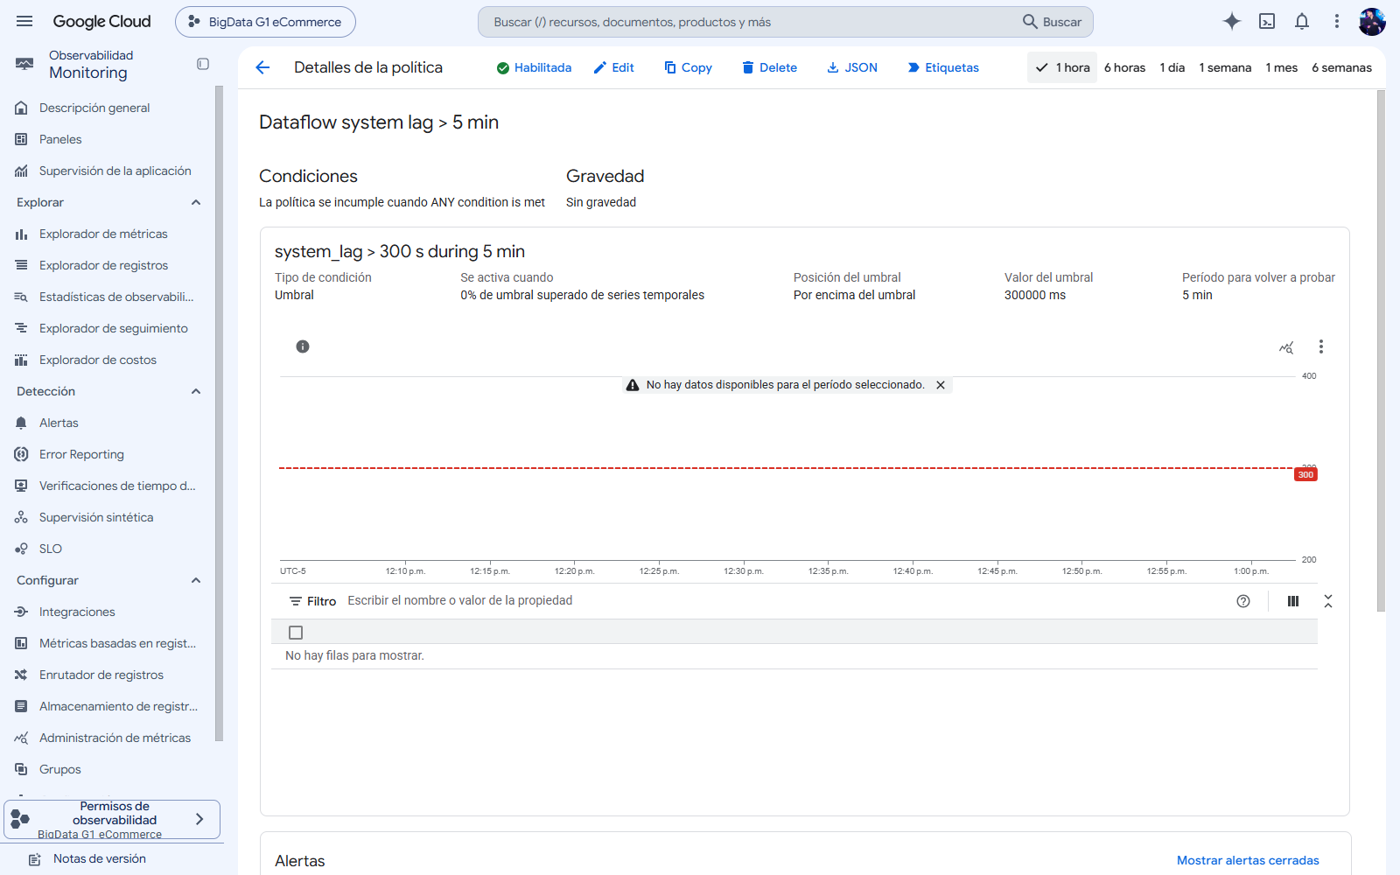 Google Cloud
BigData G1 eCommerce
Buscar (/) recursos, documentos, productos y más
Buscar
Observabilidad
Monitoring
Detalles de la política
Habilitada
Edit
Copy
Delete
JSON
Etiquetas
1 hora
6 horas
1 día
1 semana
1 mes
6 semanas
Descripción general
Paneles
Supervisión de la aplicación
Explorar
Explorador de métricas
Explorador de registros
Estadísticas de observabili...
Explorador de seguimiento
Explorador de costos
Detección
Alertas
Error Reporting
Verificaciones de tiempo d...
Supervisión sintética
SLO
Configurar
Integraciones
Métricas basadas en regist...
Enrutador de registros
Almacenamiento de registr...
Administración de métricas
Grupos
Permisos de
observabilidad
BigData G1 eCommerce
Notas de versión
Dataflow system lag > 5 min
Condiciones
La política se incumple cuando ANY condition is met
Gravedad
Sin gravedad
system_lag > 300 s during 5 min
Tipo de condición
Umbral
Se activa cuando
0% de umbral superado de series temporales
Posición del umbral
Por encima del umbral
Valor del umbral
300000 ms
Período para volver a probar
5 min
No hay datos disponibles para el período seleccionado.
400
300
300
200
UTC-5
12:10 p.m.
12:15 p.m.
12:20 p.m.
12:25 p.m.
12:30 p.m.
12:35 p.m.
12:40 p.m.
12:45 p.m.
12:50 p.m.
12:55 p.m.
1:00 p.m.
Filtro
Escribir el nombre o valor de la propiedad
No hay filas para mostrar.
Alertas
Mostrar alertas cerradas